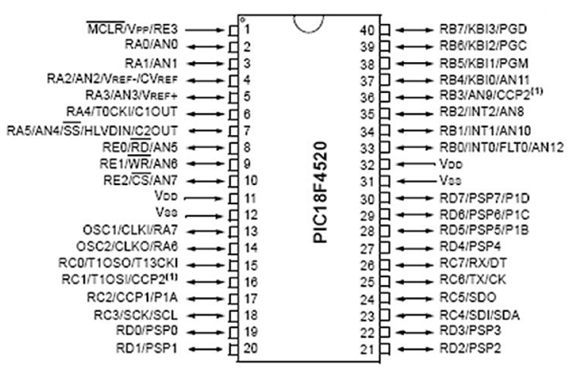 MCLR/VPP/RE3 1
RA0/AN0 2
RA1/AN1 3
RA2/AN2/VREF-/CVREF 4
RA3/AN3/VREF+ 5
RA4/T0CKI/C1OUT 6
RA5/AN4/SS/HLVDIN/C2OUT 7
RE0/RD/AN5 8
RE1/WR/AN6 9
RE2/CS/AN7 10
VDD 11
VSS 12
OSC1/CLKI/RA7 13
OSC2/CLKO/RA6 14
RC0/T1OSO/T13CKI 15
RC1/T1OSI/CCP2(1) 16
RC2/CCP1/P1A 17
RC3/SCK/SCL 18
RD0/PSP0 19
RD1/PSP1 20
PIC18F4520
40 RB7/KBI3/PGD
39 RB6/KBI2/PGC
38 RB5/KBI1/PGM
37 RB4/KBI0/AN11
36 RB3/AN9/CCP2(1)
35 RB2/INT2/AN8
34 RB1/INT1/AN10
33 RB0/INT0/FLT0/AN12
32 VDD
31 VSS
30 RD7/PSP7/P1D
29 RD6/PSP6/P1C
28 RD5/PSP5/P1B
27 RD4/PSP4
26 RC7/RX/DT
25 RC6/TX/CK
24 RC5/SDO
23 RC4/SDI/SDA
22 RD3/PSP3
21 RD2/PSP2